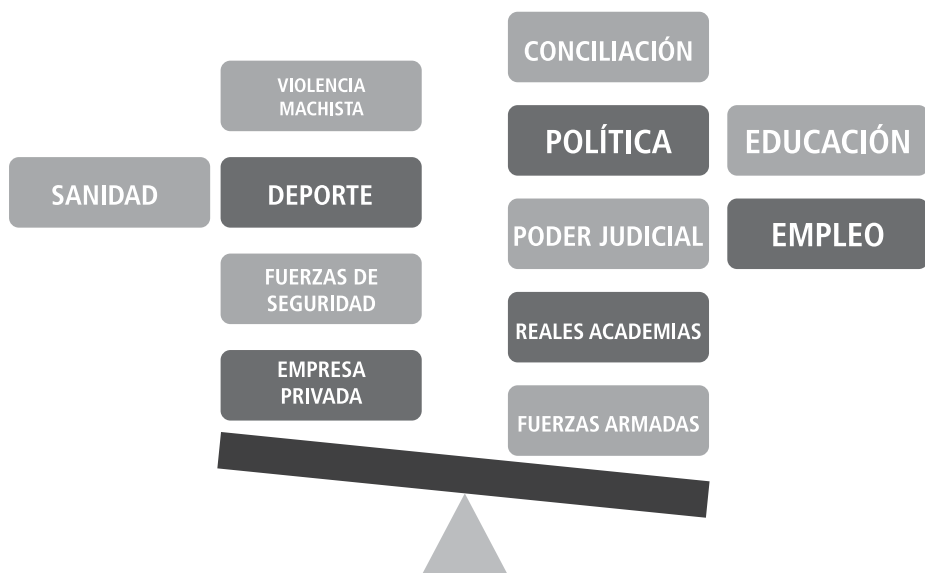 CONCILIACIÓN
VIOLENCIA
MACHISTA
POLÍTICA
EDUCACIÓN
SANIDAD
DEPORTE
PODER JUDICIAL
EMPLEO
FUERZAS DE
SEGURIDAD
REALES ACADEMIAS
EMPRESA
PRIVADA
FUERZAS ARMADAS